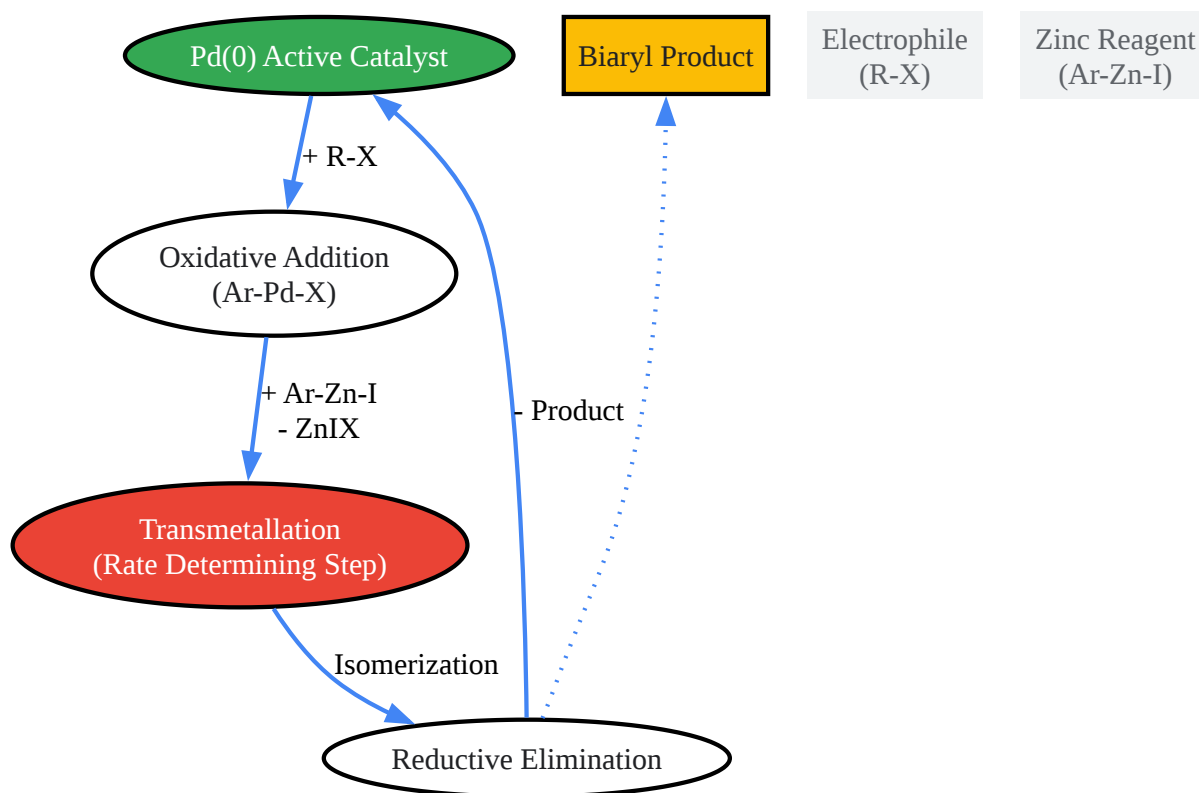 Pd(0) Active Catalyst
Biaryl Product
Electrophile
(R-X)
Zinc Reagent
(Ar-Zn-I)
+ R-X
Oxidative Addition
(Ar-Pd-X)
+ Ar-Zn-I
- ZnIX
- Product
Transmetallation
(Rate Determining Step)
Isomerization
Reductive Elimination